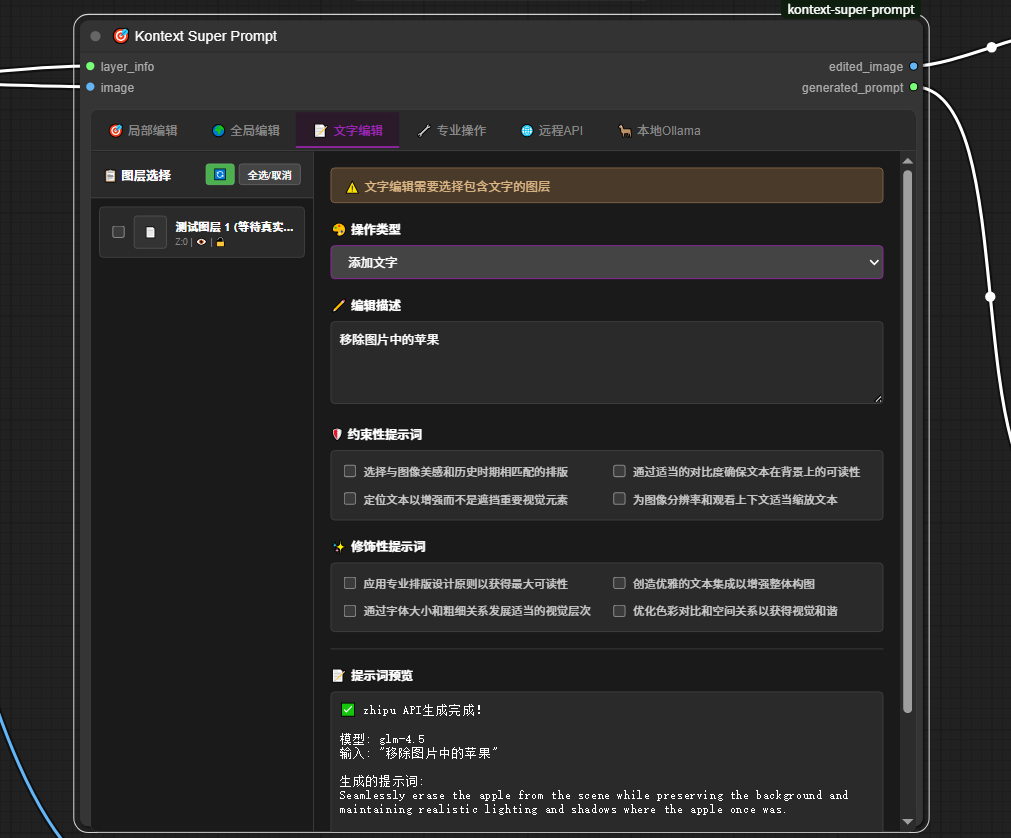 kontext-super-prompt
Kontext Super Prompt
layer_info
edited_image
image
generated_prompt
局部编辑
全局编辑
文字编辑
专业操作
远程API
本地Ollama
图层选择
全选/取消
测试图层 1 (等待真实...
Z:0 |
|
文字编辑需要选择包含文字的图层
操作类型
添加文字
编辑描述
移除图片中的苹果
约束性提示词
选择与图像美感和历史时期相匹配的排版
通过适当的对比度确保文本在背景上的可读性
定位文本以增强而不是遮挡重要视觉元素
为图像分辨率和观看上下文适当缩放文本
修饰性提示词
应用专业排版设计原则以获得最大可读性
创造优雅的文本集成以增强整体构图
通过字体大小和粗细关系发展适当的视觉层次
优化色彩对比和空间关系以获得视觉和谐
提示词预览
zhipu API生成完成!
模型: glm-4.5
输入: "移除图片中的苹果"
生成的提示词:
Seamlessly erase the apple from the scene while preserving the background and
maintaining realistic lighting and shadows where the apple once was.